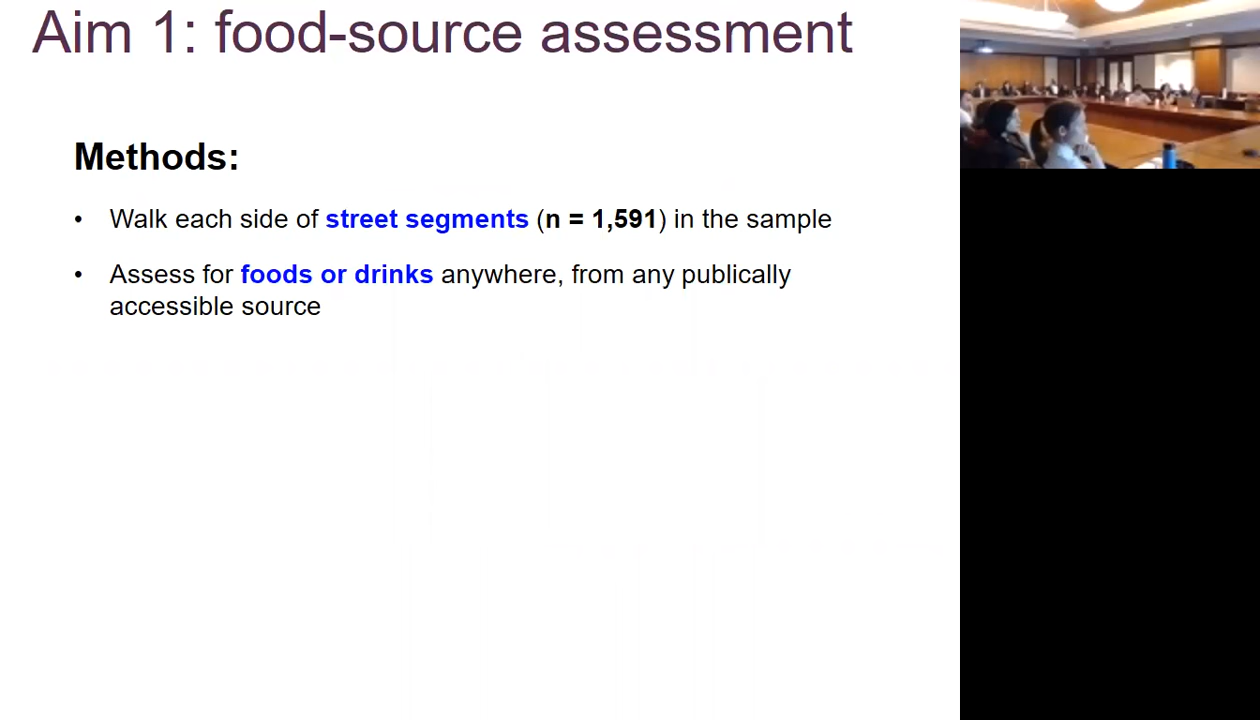 Aim 1: food-source assessment
Methods:
• Walk each side of street segments (n = 1,591) in the sample
• Assess for foods or drinks anywhere, from any publically
accessible source